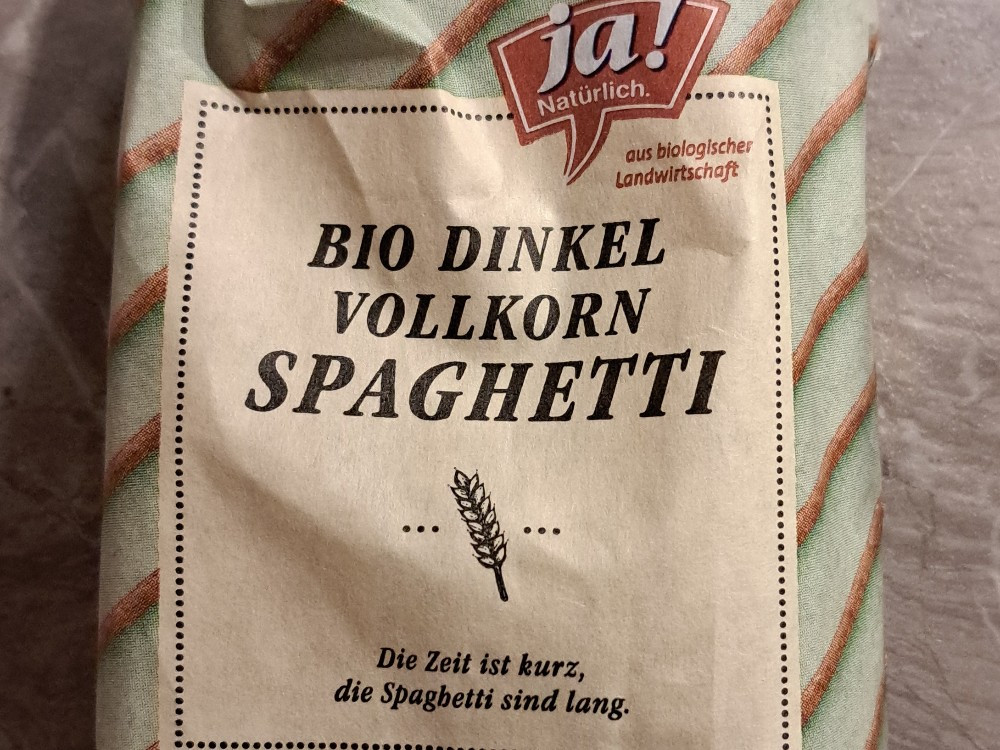 ja!
Natürlich.
aus biologischer
Landwirtschaft
BIO DINKEL
VOLLKORN
SPAGHETTI
Die Zeit ist kurz,
die Spaghetti sind lang.